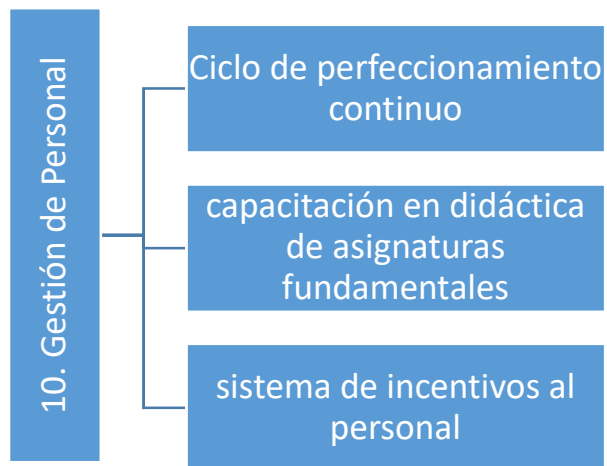 10. Gestión de Personal
Ciclo de perfeccionamiento
continuo
capacitación en didáctica
de asignaturas
fundamentales
sistema de incentivos al
personal